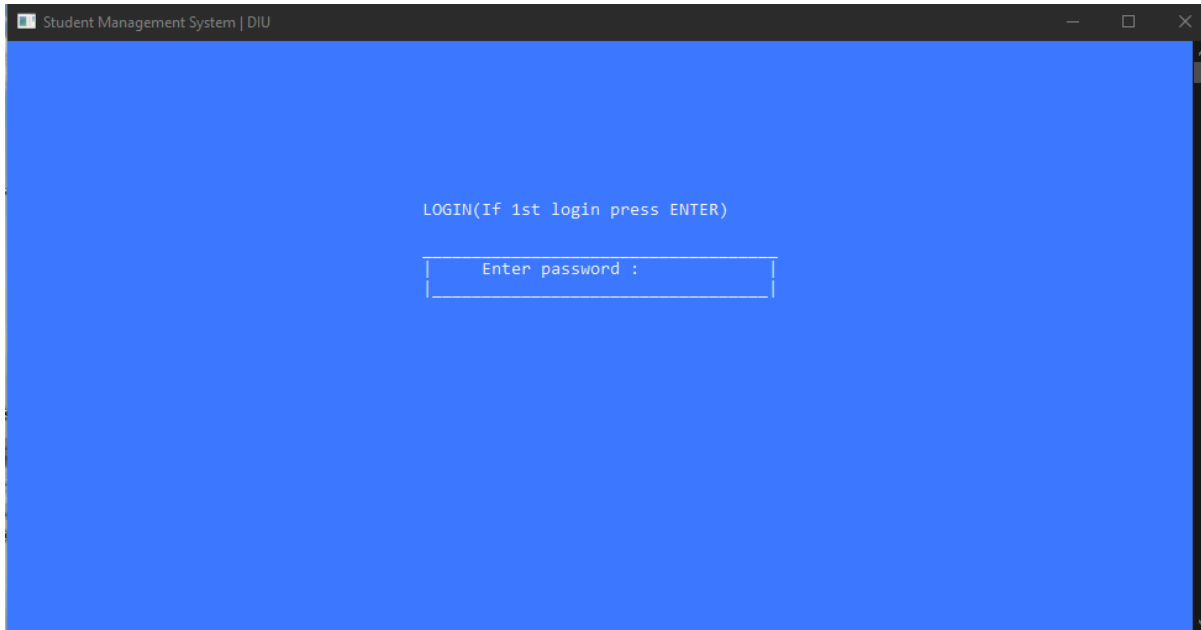 Student Management System | DIU
LOGIN(If 1st login press ENTER)
Enter password :